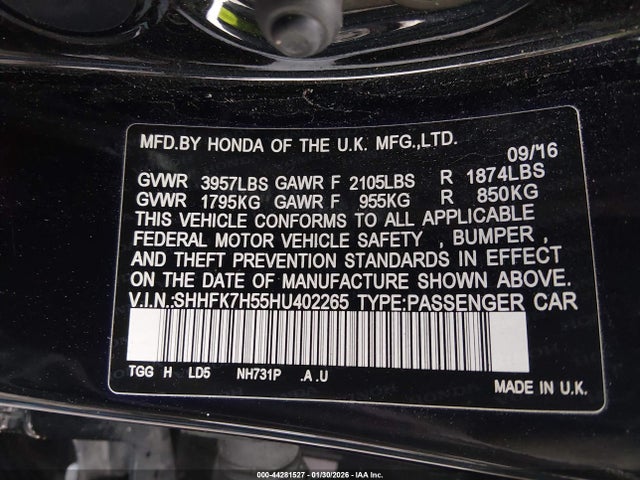 MFD.BY HONDA OF THE U.K. MFG.,LTD.
09/16
GVWR 3957LBS GAWR F 2105LBS R 1874LBS
GVWR 1795KG GAWR F 955KG R 850KG
THIS VEHICLE CONFORMS TO ALL APPLICABLE
FEDERAL MOTOR VEHICLE SAFETY , BUMPER ,
AND THEFT PREVENTION STANDARDS IN EFFECT
ON THE DATE OF MANUFACTURE SHOWN ABOVE.
V.I.N.:SHHFK7H55HU402265 TYPE:PASSENGER CAR
TGG H LD5 NH731P .A .U
MADE IN U.K.
000-44281527 | 01/30/2026 | IAA Inc.